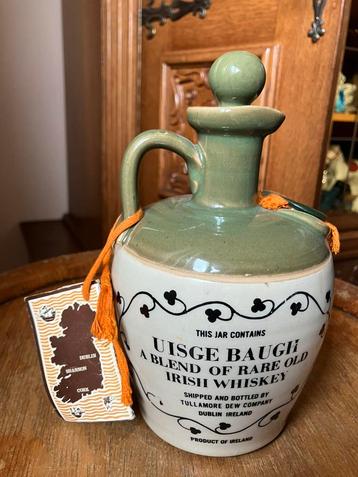 THIS JAR CONTAINS
UISGE BAUGH
A BLEND OF RARE OLD
IRISH WHISKEY
SHIPPED AND BOTTLED BY
TULLAMORE DEW COMPANY
DUBLIN IRELAND
PRODUCT OF IRELAND
DUBLIN
SHANNON
CORK